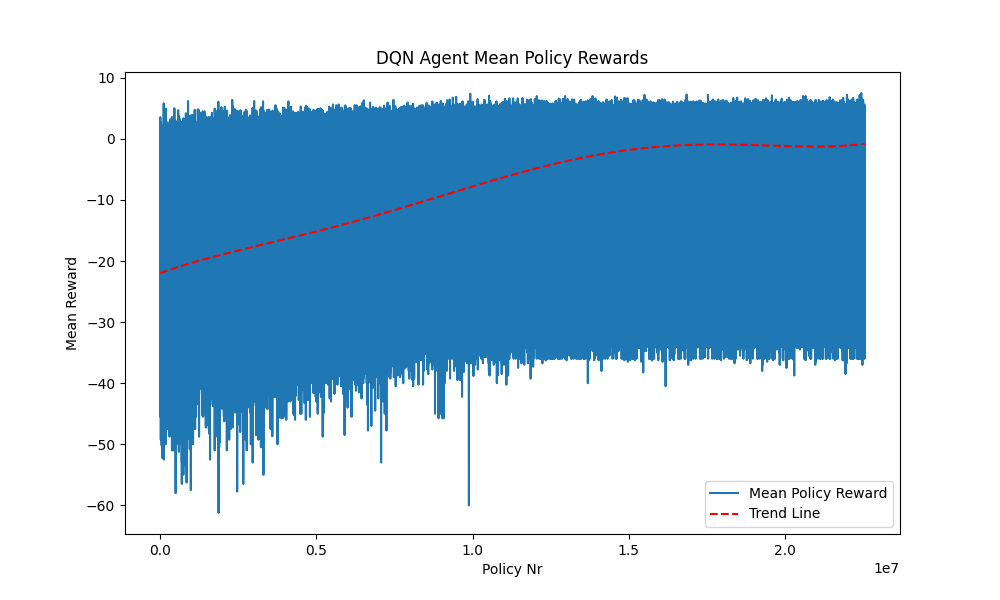 DQN Agent Mean Policy Rewards
10
0
−10
−20
−30
−40
−50
−60
Mean Reward
Mean Policy Reward
Trend Line
0.0
0.5
1.0
1.5
2.0
1e7
Policy Nr